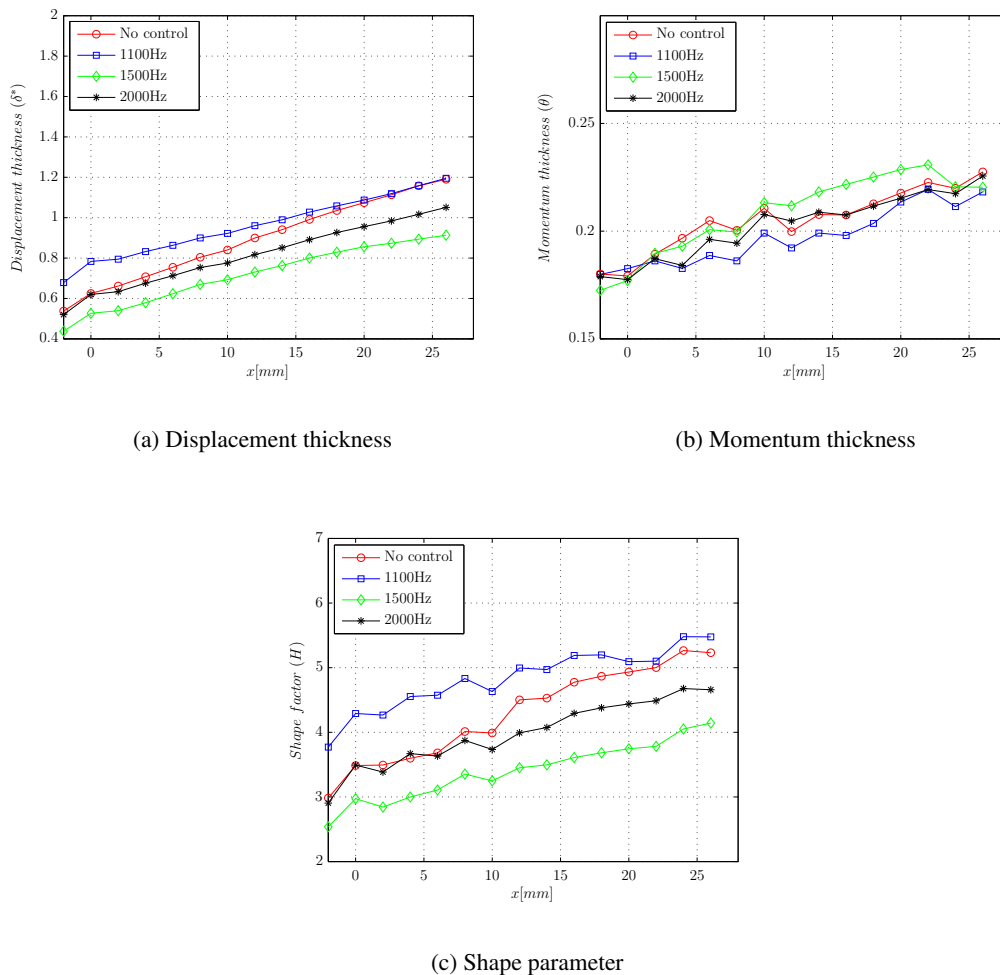 No control
1100Hz
1500Hz
2000Hz
2
1.8
1.6
1.4
1.2
1
0.8
0.6
0.4
Displacement thickness (δ*)
0 5 10 15 20 25
x[mm]
(a) Displacement thickness
No control
1100Hz
1500Hz
2000Hz
0.25
0.2
0.15
Momentum thickness (θ)
0 5 10 15 20 25
x[mm]
(b) Momentum thickness
No control
1100Hz
1500Hz
2000Hz
7
6
5
4
3
2
Shape factor (H)
0 5 10 15 20 25
x[mm]
(c) Shape parameter